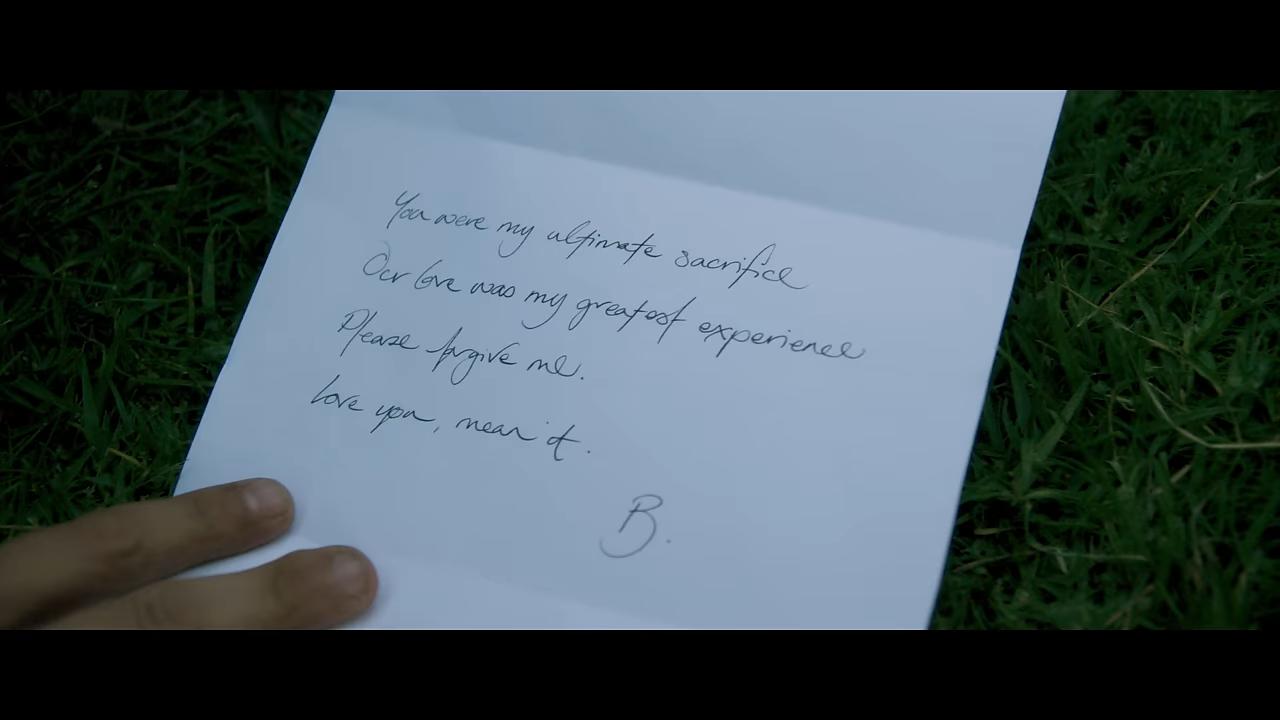 You were my ultimate sacrifice
Our love was my greatest experience
Please forgive me.
Love you, mean it.
B.